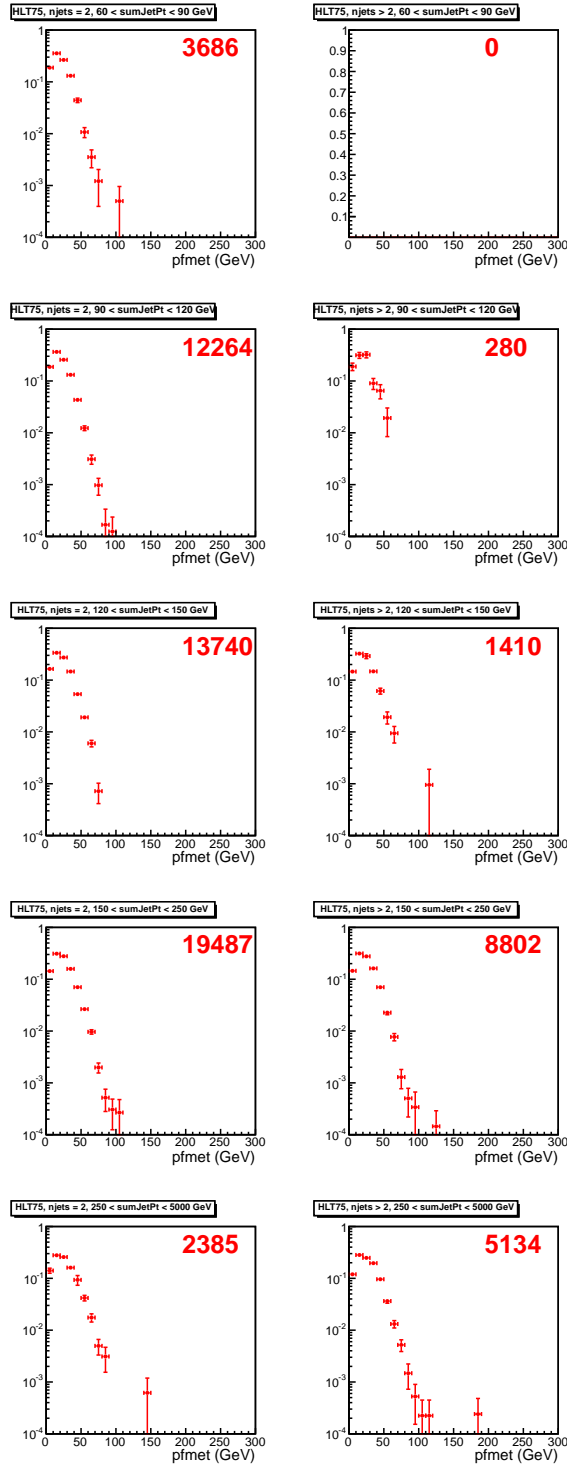 HLT75, njets = 2, 60 < sumJetPt < 90 GeV
3686
1
10^-1
10^-2
10^-3
10^-4
0 50 100 150 200 250 300
pfmet (GeV)
HLT75, njets > 2, 60 < sumJetPt < 90 GeV
0
1
0.9
0.8
0.7
0.6
0.5
0.4
0.3
0.2
0.1
0 50 100 150 200 250 300
pfmet (GeV)
HLT75, njets = 2, 90 < sumJetPt < 120 GeV
12264
1
10^-1
10^-2
10^-3
10^-4
0 50 100 150 200 250 300
pfmet (GeV)
HLT75, njets > 2, 90 < sumJetPt < 120 GeV
280
1
10^-1
10^-2
10^-3
10^-4
0 50 100 150 200 250 300
pfmet (GeV)
HLT75, njets = 2, 120 < sumJetPt < 150 GeV
13740
1
10^-1
10^-2
10^-3
10^-4
0 50 100 150 200 250 300
pfmet (GeV)
HLT75, njets > 2, 120 < sumJetPt < 150 GeV
1410
1
10^-1
10^-2
10^-3
10^-4
0 50 100 150 200 250 300
pfmet (GeV)
HLT75, njets = 2, 150 < sumJetPt < 250 GeV
19487
1
10^-1
10^-2
10^-3
10^-4
0 50 100 150 200 250 300
pfmet (GeV)
HLT75, njets > 2, 150 < sumJetPt < 250 GeV
8802
1
10^-1
10^-2
10^-3
10^-4
0 50 100 150 200 250 300
pfmet (GeV)
HLT75, njets = 2, 250 < sumJetPt < 5000 GeV
2385
1
10^-1
10^-2
10^-3
10^-4
0 50 100 150 200 250 300
pfmet (GeV)
HLT75, njets > 2, 250 < sumJetPt < 5000 GeV
5134
1
10^-1
10^-2
10^-3
10^-4
0 50 100 150 200 250 300
pfmet (GeV)